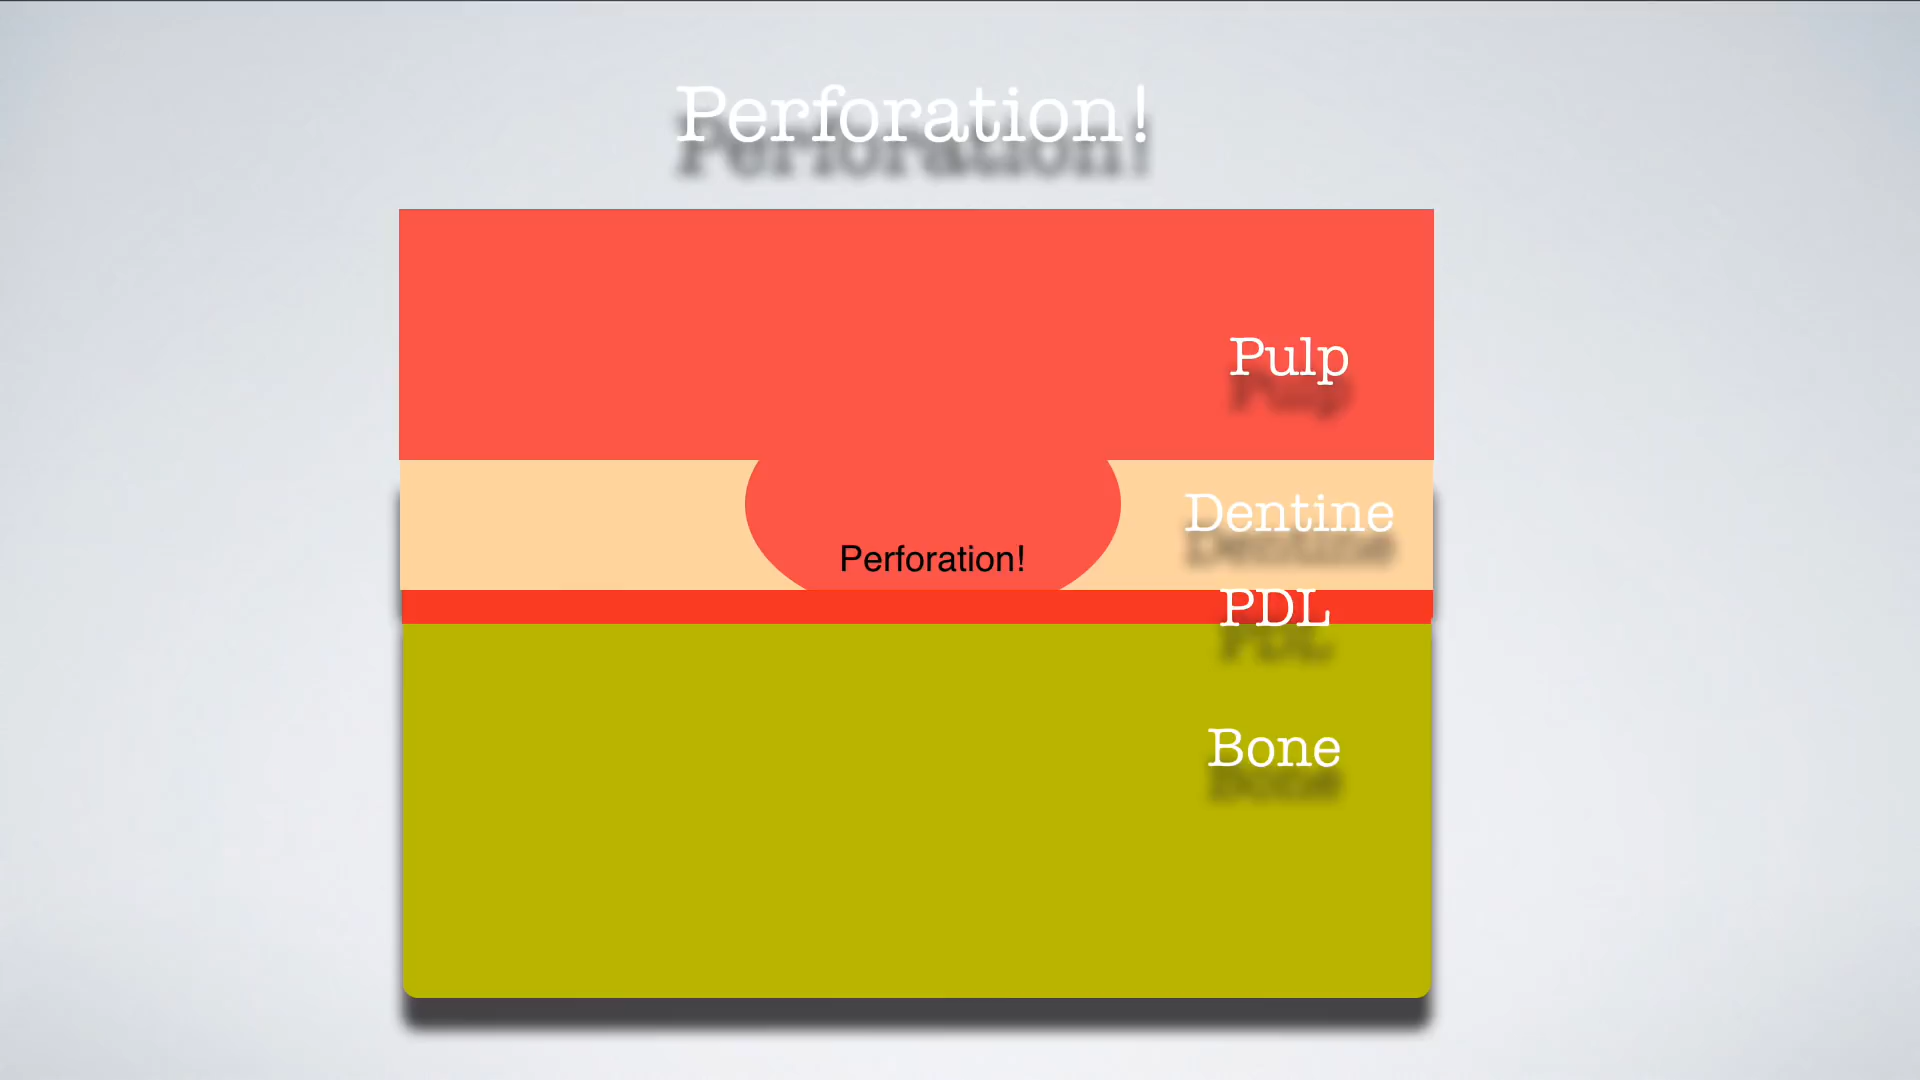 Perforation!
Pulp
Dentine
Perforation!
PDL
Bone